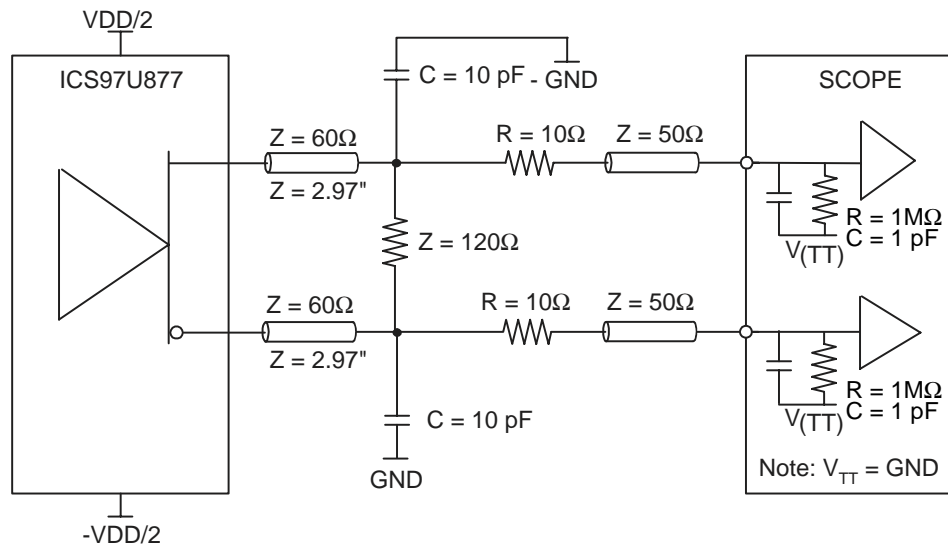 VDD/2
ICS97U877
C = 10 pF
- GND
SCOPE
Z = 60Ω
R = 10Ω
Z = 50Ω
Z = 2.97"
R = 1MΩ
C = 1 pF
V(TT)
Z = 120Ω
Z = 60Ω
R = 10Ω
Z = 50Ω
Z = 2.97"
R = 1MΩ
C = 1 pF
V(TT)
C = 10 pF
GND
Note: VTT = GND
-VDD/2